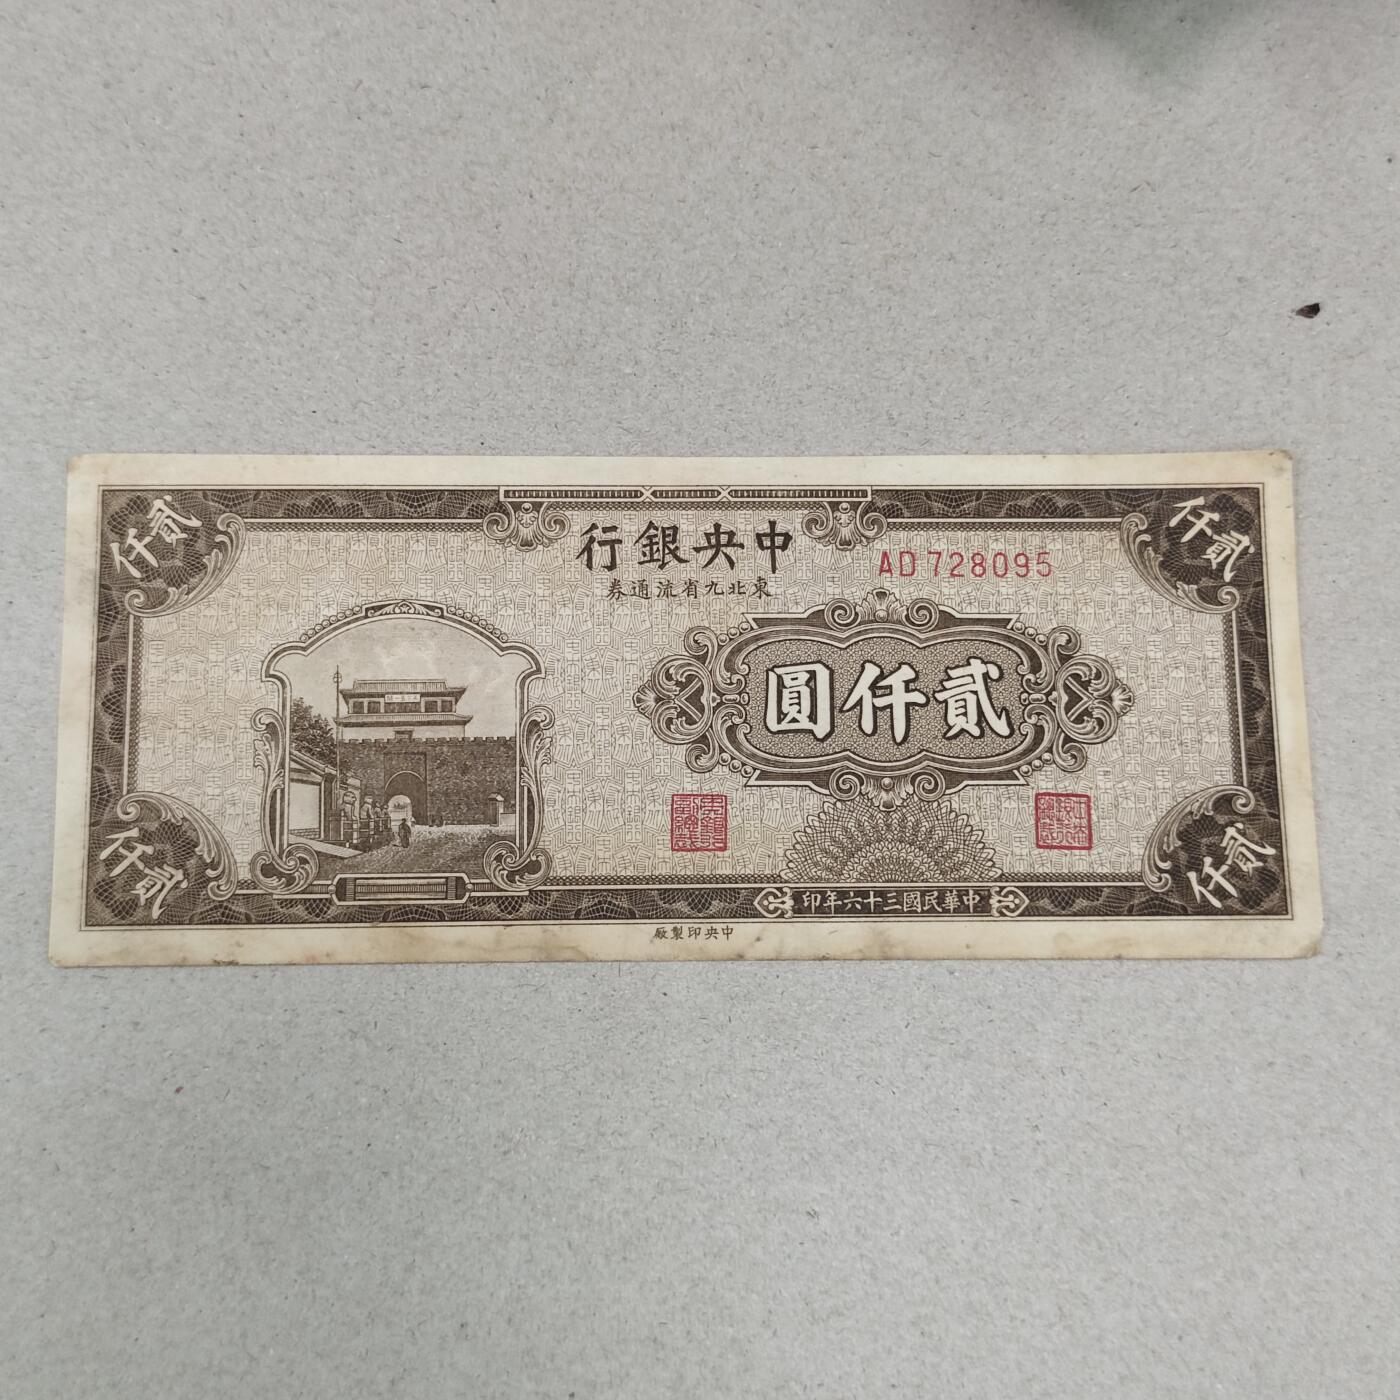 中央銀行
東北九省流通券
AD728095
貳仟
貳仟
貳仟圓
貳仟
貳仟
中華民國三十六年印
中央印製廠